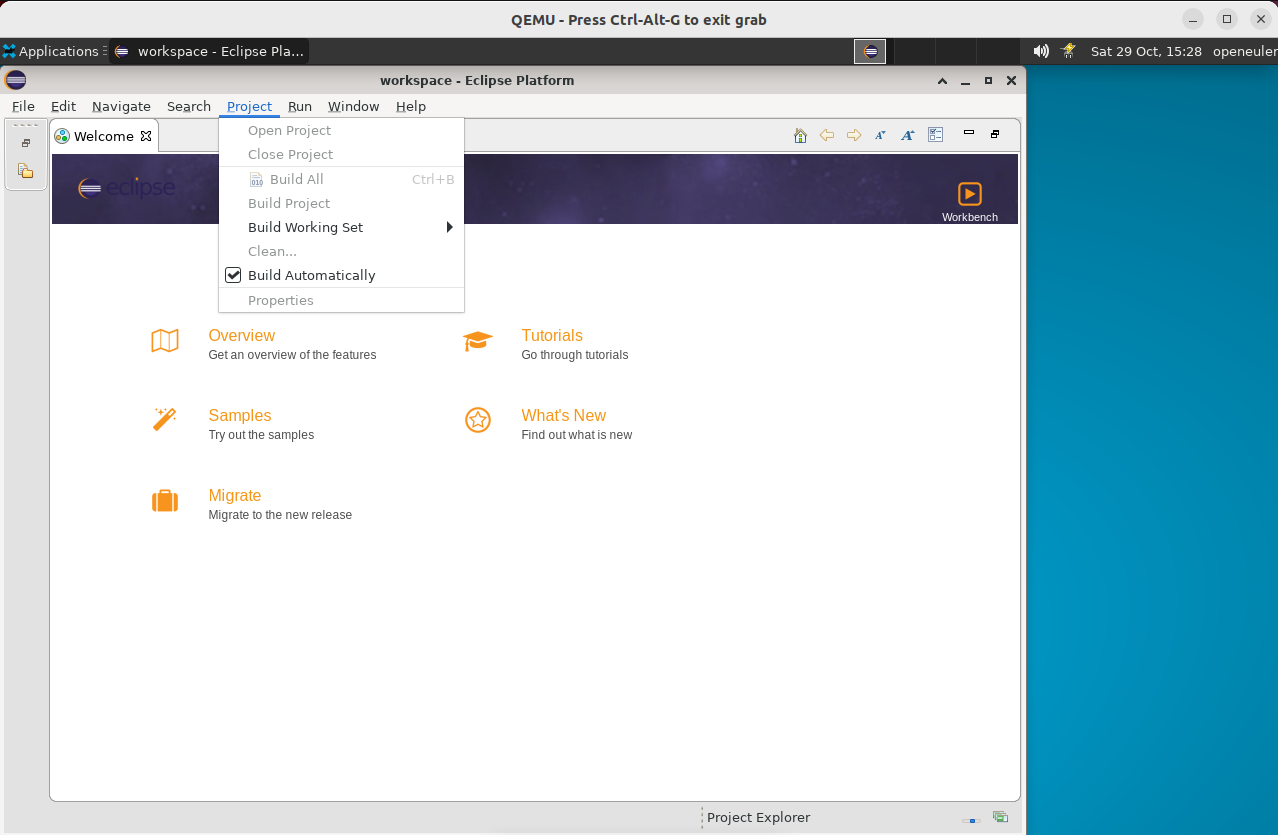 QEMU - Press Ctrl-Alt-G to exit grab
Applications workspace - Eclipse Pla... Sat 29 Oct, 15:28 openeuler
workspace - Eclipse Platform
File Edit Navigate Search Project Run Window Help
Welcome
Open Project
Close Project
Build All Ctrl+B
Build Project
Build Working Set
Clean...
Build Automatically
Properties
eclipse
Workbench
Overview
Get an overview of the features
Tutorials
Go through tutorials
Samples
Try out the samples
What's New
Find out what is new
Migrate
Migrate to the new release
Project Explorer